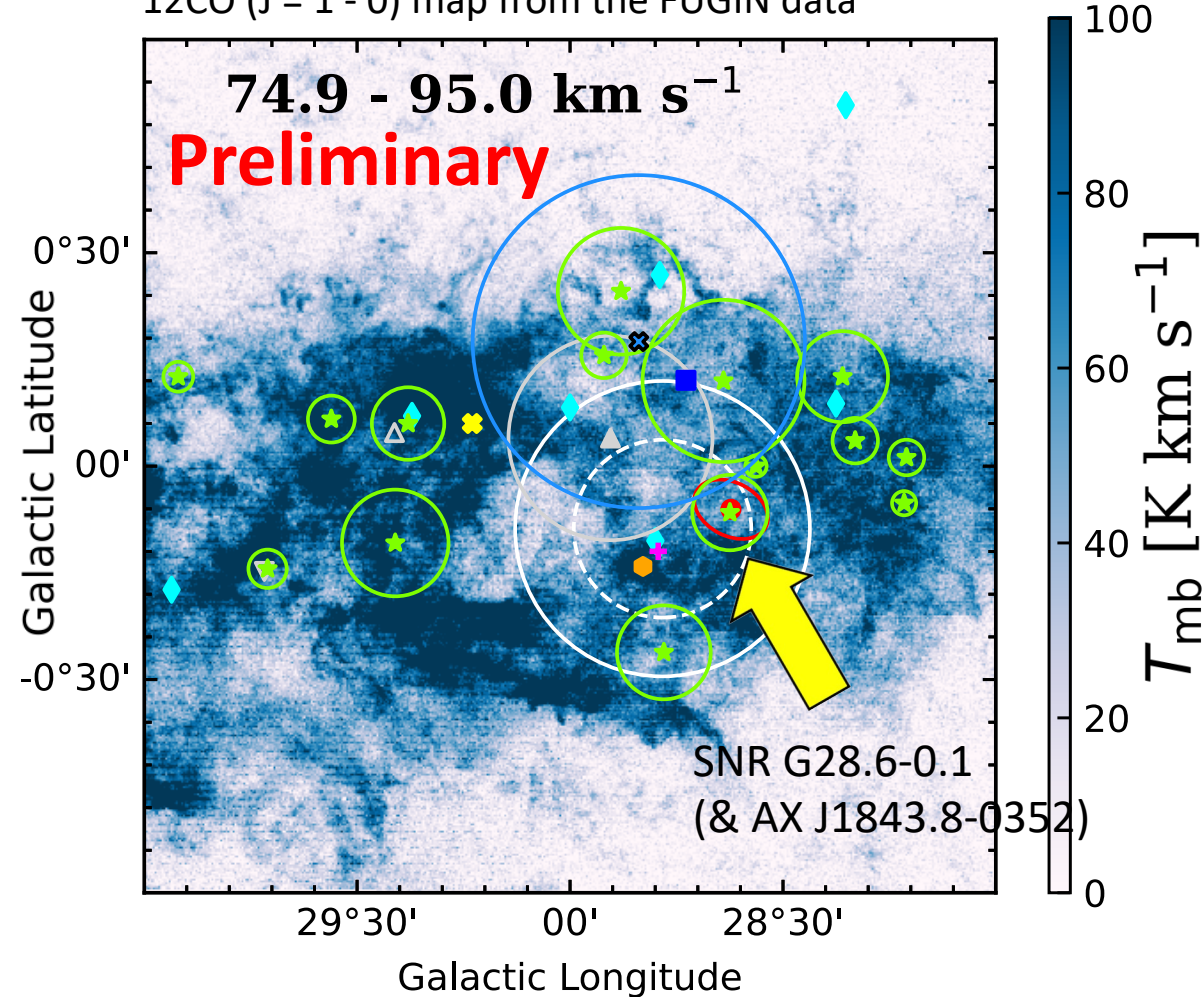 12CO (J = 1 - 0) map from the FUGIN data
74.9 - 95.0 km s−1
Preliminary
0°30'
00'
-0°30'
Galactic Latitude
SNR G28.6-0.1
(& AX J1843.8-0352)
29°30'
00'
28°30'
Galactic Longitude
100
80
60
40
20
0
Tmb [K km s−1]